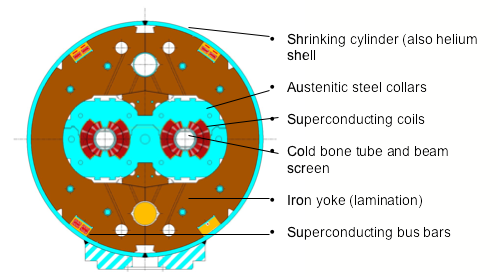 • Shrinking cylinder (also helium
shell
• Austenitic steel collars
• Superconducting coils
• Cold bone tube and beam
screen
• Iron yoke (lamination)
• Superconducting bus bars